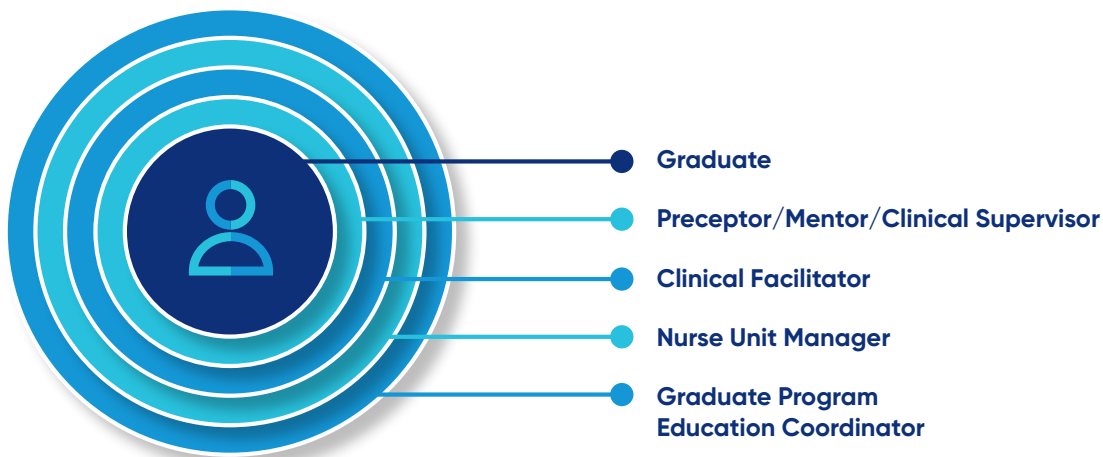 Graduate
Preceptor/Mentor/Clinical Supervisor
Clinical Facilitator
Nurse Unit Manager
Graduate Program
Education Coordinator